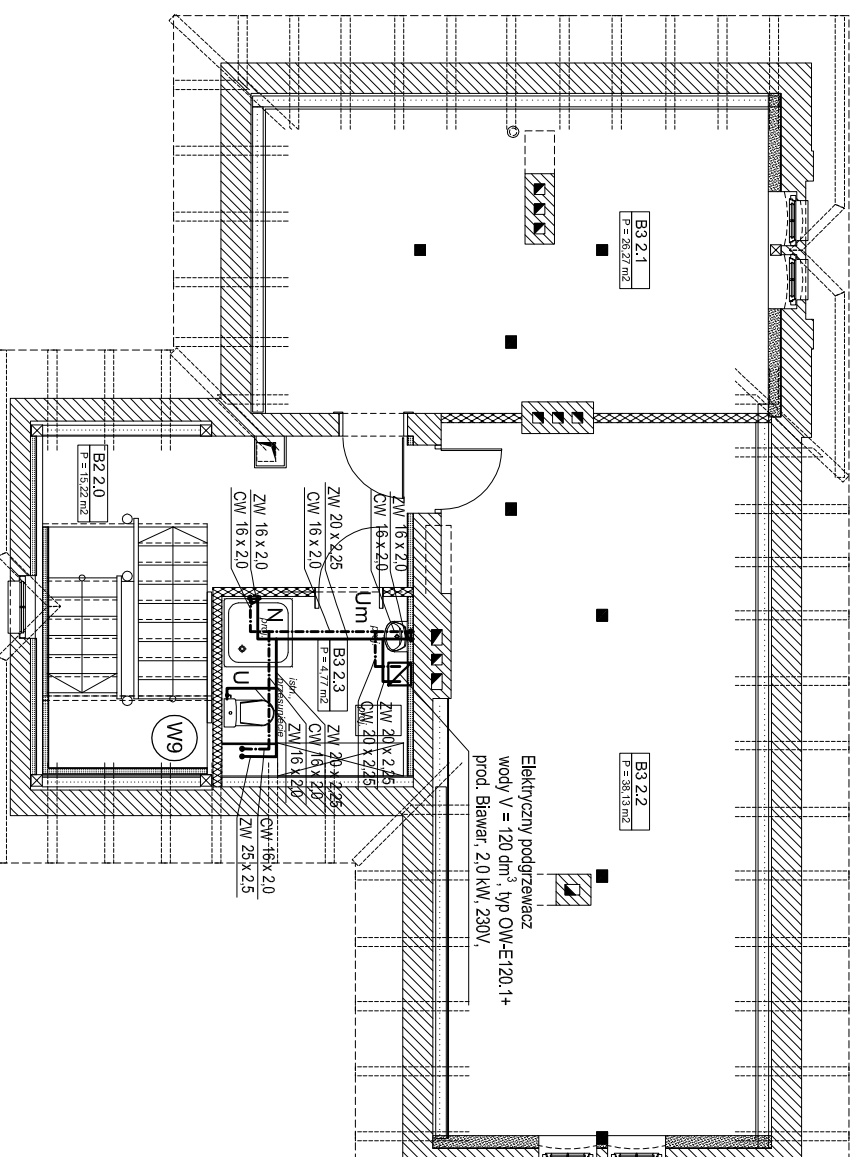 B3 2.1
P = 26,27 m2
B2 2.0
P = 15,22 m2
ZW 16 x 2,0
CW 16 x 2,0
ZW 20 x 2,25
CW 16 x 2,0
ZW 16 x 2,0
CW 16 x 2,0
Um
N
U
proj.
B3 2.3
P = 4,77 m2
istn.
W9
ZW 20 x 2,25
CW 20 x 2,25
ZW 20 x 2,25
CW 16 x 2,0
ZW 16 x 2,0
CW 16 x 2,0
ZW 25 x 2,5
B3 2.2
P = 38,13 m2
Elektryczny podgrzewacz
wody V = 120 dm³, typ OW-E120.1+
prod. Biawar, 2,0 kW, 230V,